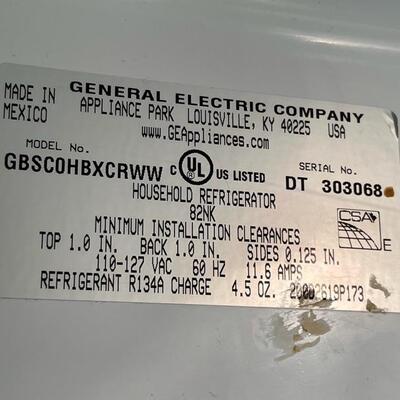 MADE IN MEXICO
GENERAL ELECTRIC COMPANY
APPLIANCE PARK LOUISVILLE, KY 40225 USA
www.GEAppliances.com
MODEL No. SERIAL No.
GBSC0HBXCRWW C UL US LISTED DT 303068
HOUSEHOLD REFRIGERATOR
82NK
CSA E
MINIMUM INSTALLATION CLEARANCES
TOP 1.0 IN. BACK 1.0 IN. SIDES 0.125 IN.
110-127 VAC 60 HZ 11.6 AMPS
REFRIGERANT R134A CHARGE 4.5 OZ. 200D2619P173